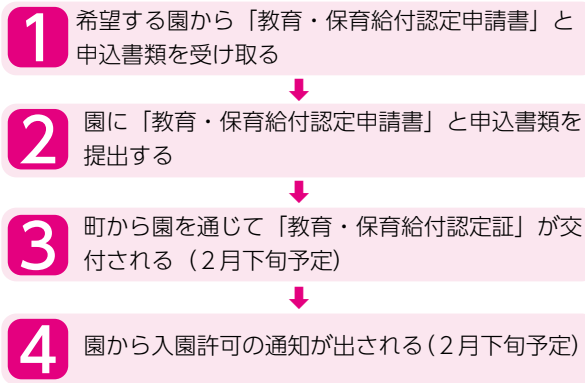 1
希望する園から「教育・保育給付認定申請書」と
申込書類を受け取る
2
園に「教育・保育給付認定申請書」と申込書類を
提出する
3
町から園を通じて「教育・保育給付認定証」が交
付される（２月下旬予定）
4
園から入園許可の通知が出される（２月下旬予定）